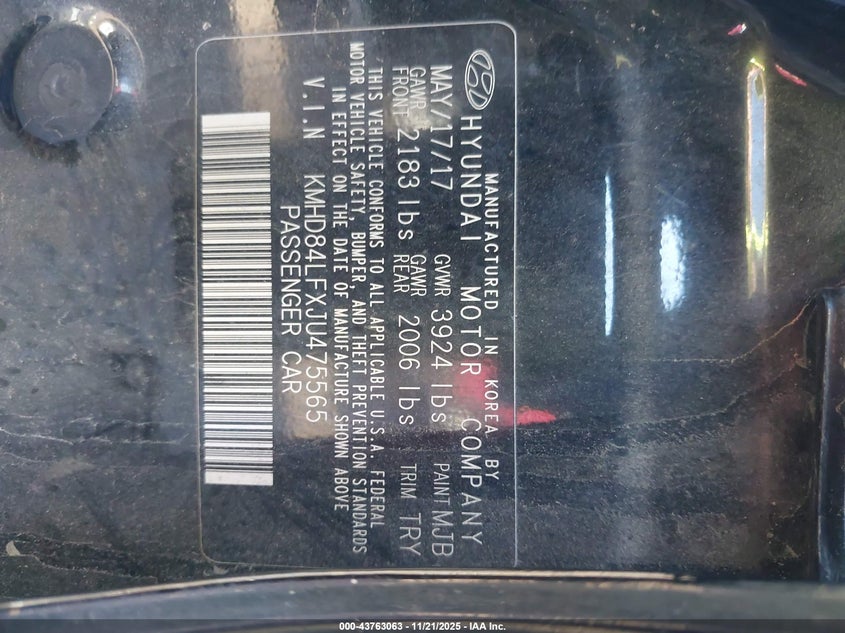 MANUFACTURED IN KOREA BY
HYUNDAI MOTOR COMPANY
MAY/17/17 GVWR 3924 lbs PAINT MJB
GAWR FRONT 2183 lbs GAWR REAR 2006 lbs TRIM TRY
THIS VEHICLE CONFORMS TO ALL APPLICABLE U.S.A. FEDERAL
MOTOR VEHICLE SAFETY, BUMPER, AND THEFT PREVENTION STANDARDS
IN EFFECT ON THE DATE OF MANUFACTURE SHOWN ABOVE
V.I.N KMHD84LFXJU475565
PASSENGER CAR
000-43763063 - 11/21/2025 - IAA Inc.